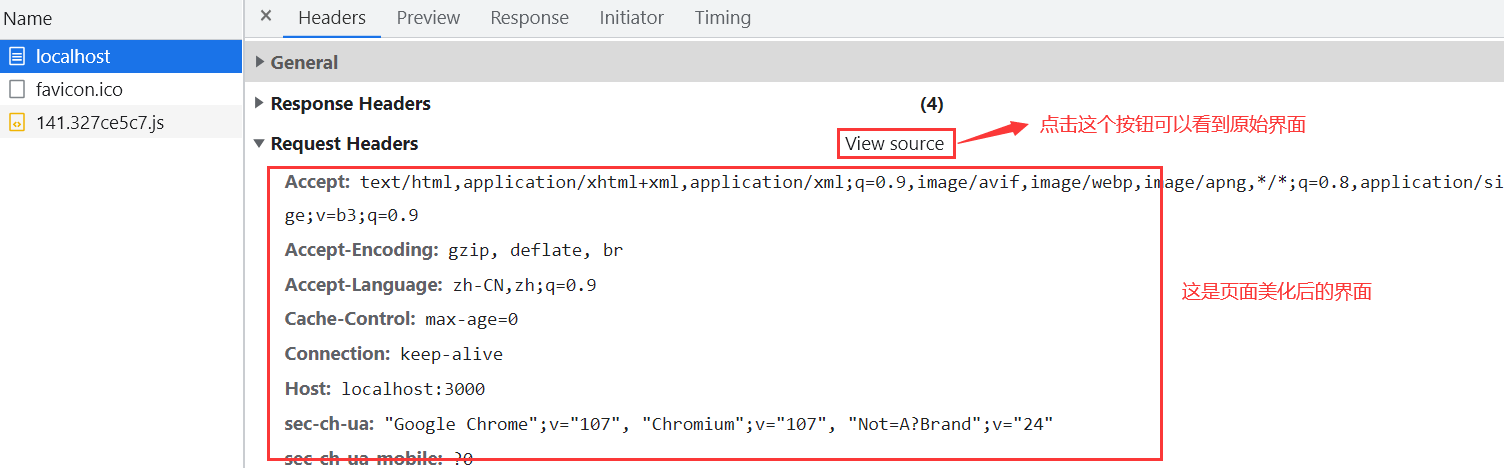 Name
× Headers Preview Response Initiator Timing
localhost
General
favicon.ico
Response Headers (4)
141.327ce5c7.js
点击这个按钮可以看到原始界面
Request Headers View source
Accept: text/html,application/xhtml+xml,application/xml;q=0.9,image/avif,image/webp,image/apng,*/*;q=0.8,application/si
ge;v=b3;q=0.9
Accept-Encoding: gzip, deflate, br
Accept-Language: zh-CN,zh;q=0.9
这是页面美化后的界面
Cache-Control: max-age=0
Connection: keep-alive
Host: localhost:3000
sec-ch-ua: "Google Chrome";v="107", "Chromium";v="107", "Not=A?Brand";v="24"
sec-ch-ua-mobile: ?0